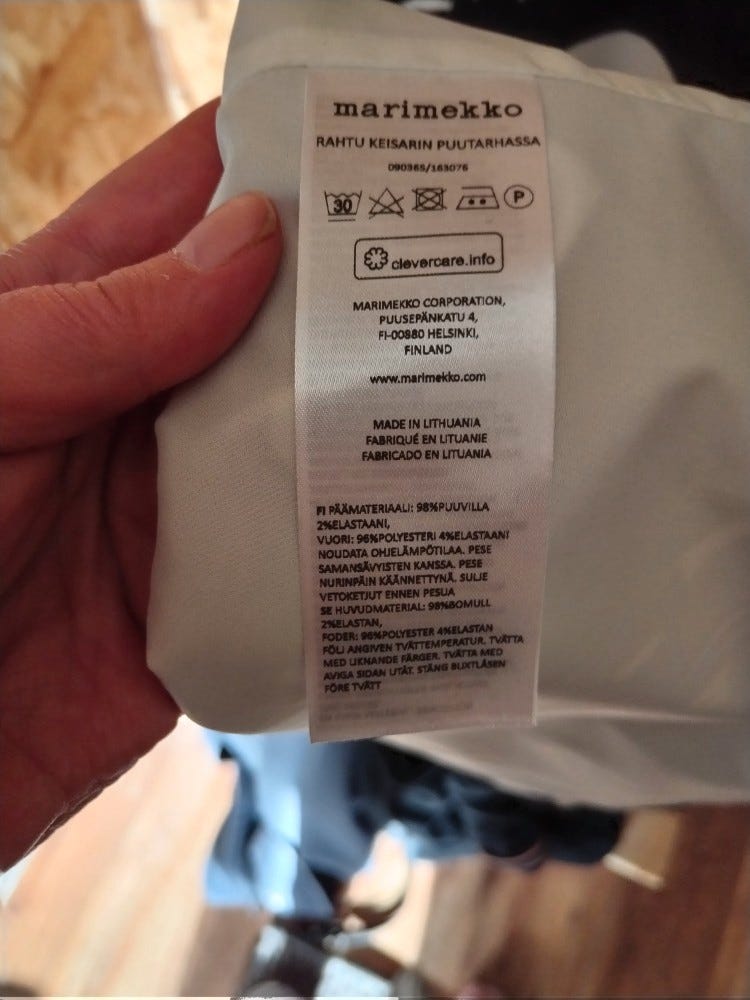 marimekko
RAHTU KEISARIN PUUTARHASSA
090365/163076
30
P
clevercare.info
MARIMEKKO CORPORATION,
PUUSEPÄNKATU 4,
FI-00880 HELSINKI,
FINLAND
www.marimekko.com
MADE IN LITHUANIA
FABRIQUÉ EN LITUANIE
FABRICADO EN LITUANIA
FI PÄÄMATERIAALI: 98%PUUVILLA
2%ELASTAANI,
VUORI: 96%POLYESTERI 4%ELASTAANI
NOUDATA OHJELÄMPÖTILAA. PESE
SAMANSÄVYISTEN KANSSA. PESE
NURINPÄIN KÄÄNNETTYNÄ. SULJE
VETOKETJUT ENNEN PESUA
SE HUVUDMATERIAL: 98%BOMULL
2%ELASTAN,
FODER: 96%POLYESTER 4%ELASTAN
FÖLJ ANGIVEN TVÄTTEMPERATUR. TVÄTTA
MED LIKNANDE FÄRGER. TVÄTTA MED
AVIGA SIDAN UTÅT. STÄNG BLIXTLÅSEN
FÖRE TVÄTT